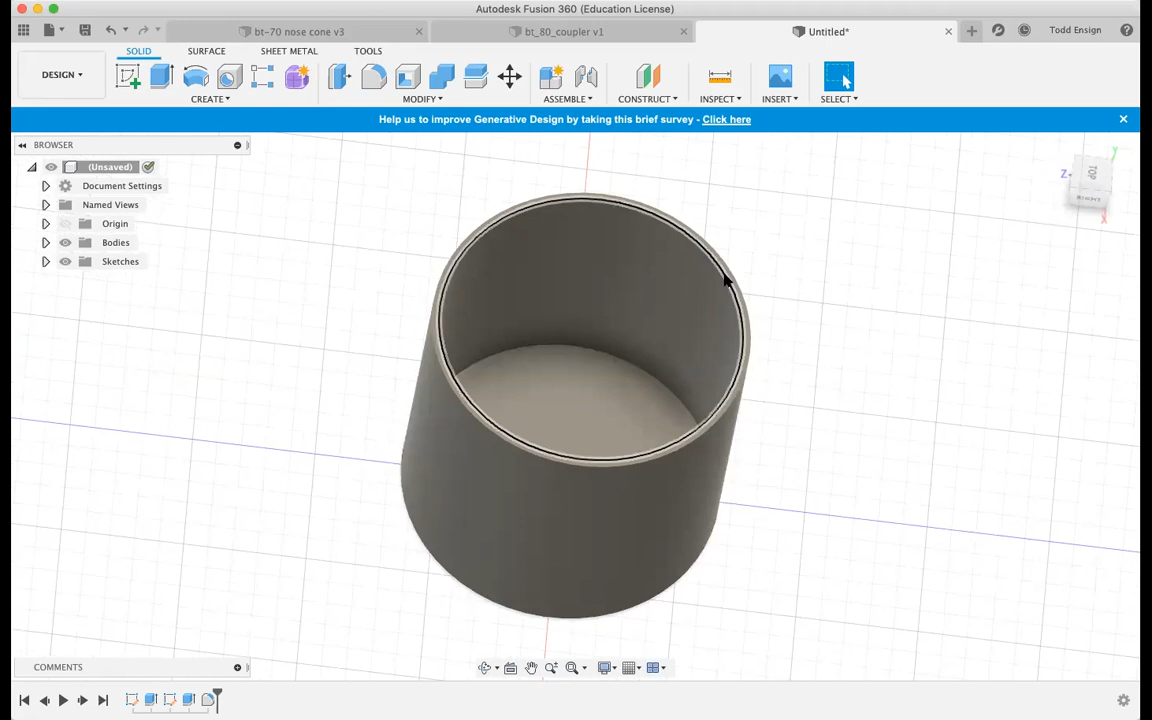 Autodesk Fusion 360 (Education License)
bt-70 nose cone v3
bt_80_coupler v1
Untitled*
Todd Ensign
SOLID
SURFACE
SHEET METAL
TOOLS
DESIGN
CREATE
MODIFY
ASSEMBLE
CONSTRUCT
INSPECT
INSERT
SELECT
Help us to improve Generative Design by taking this brief survey - Click here
BROWSER
(Unsaved)
Document Settings
Named Views
Origin
Bodies
Sketches
Y
Z
X
TOP
COMMENTS